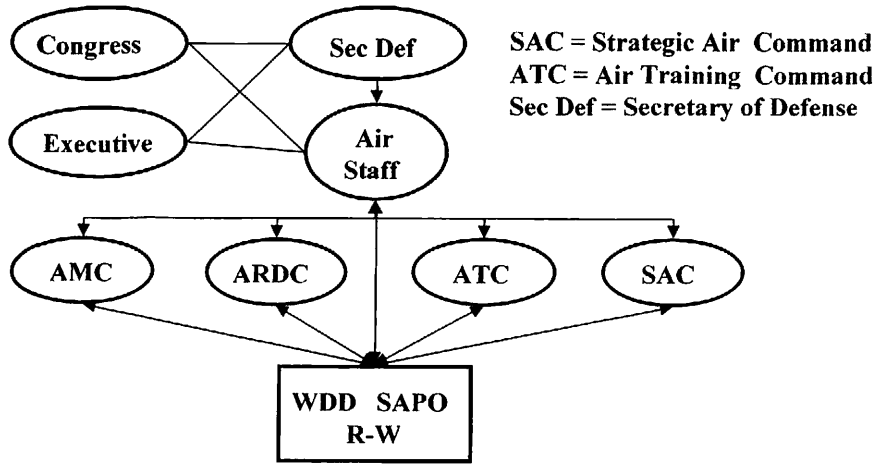 Congress
Sec Def
SAC = Strategic Air Command
ATC = Air Training Command
Sec Def = Secretary of Defense
Executive
Air
Staff
AMC
ARDC
ATC
SAC
WDD SAPO
R-W